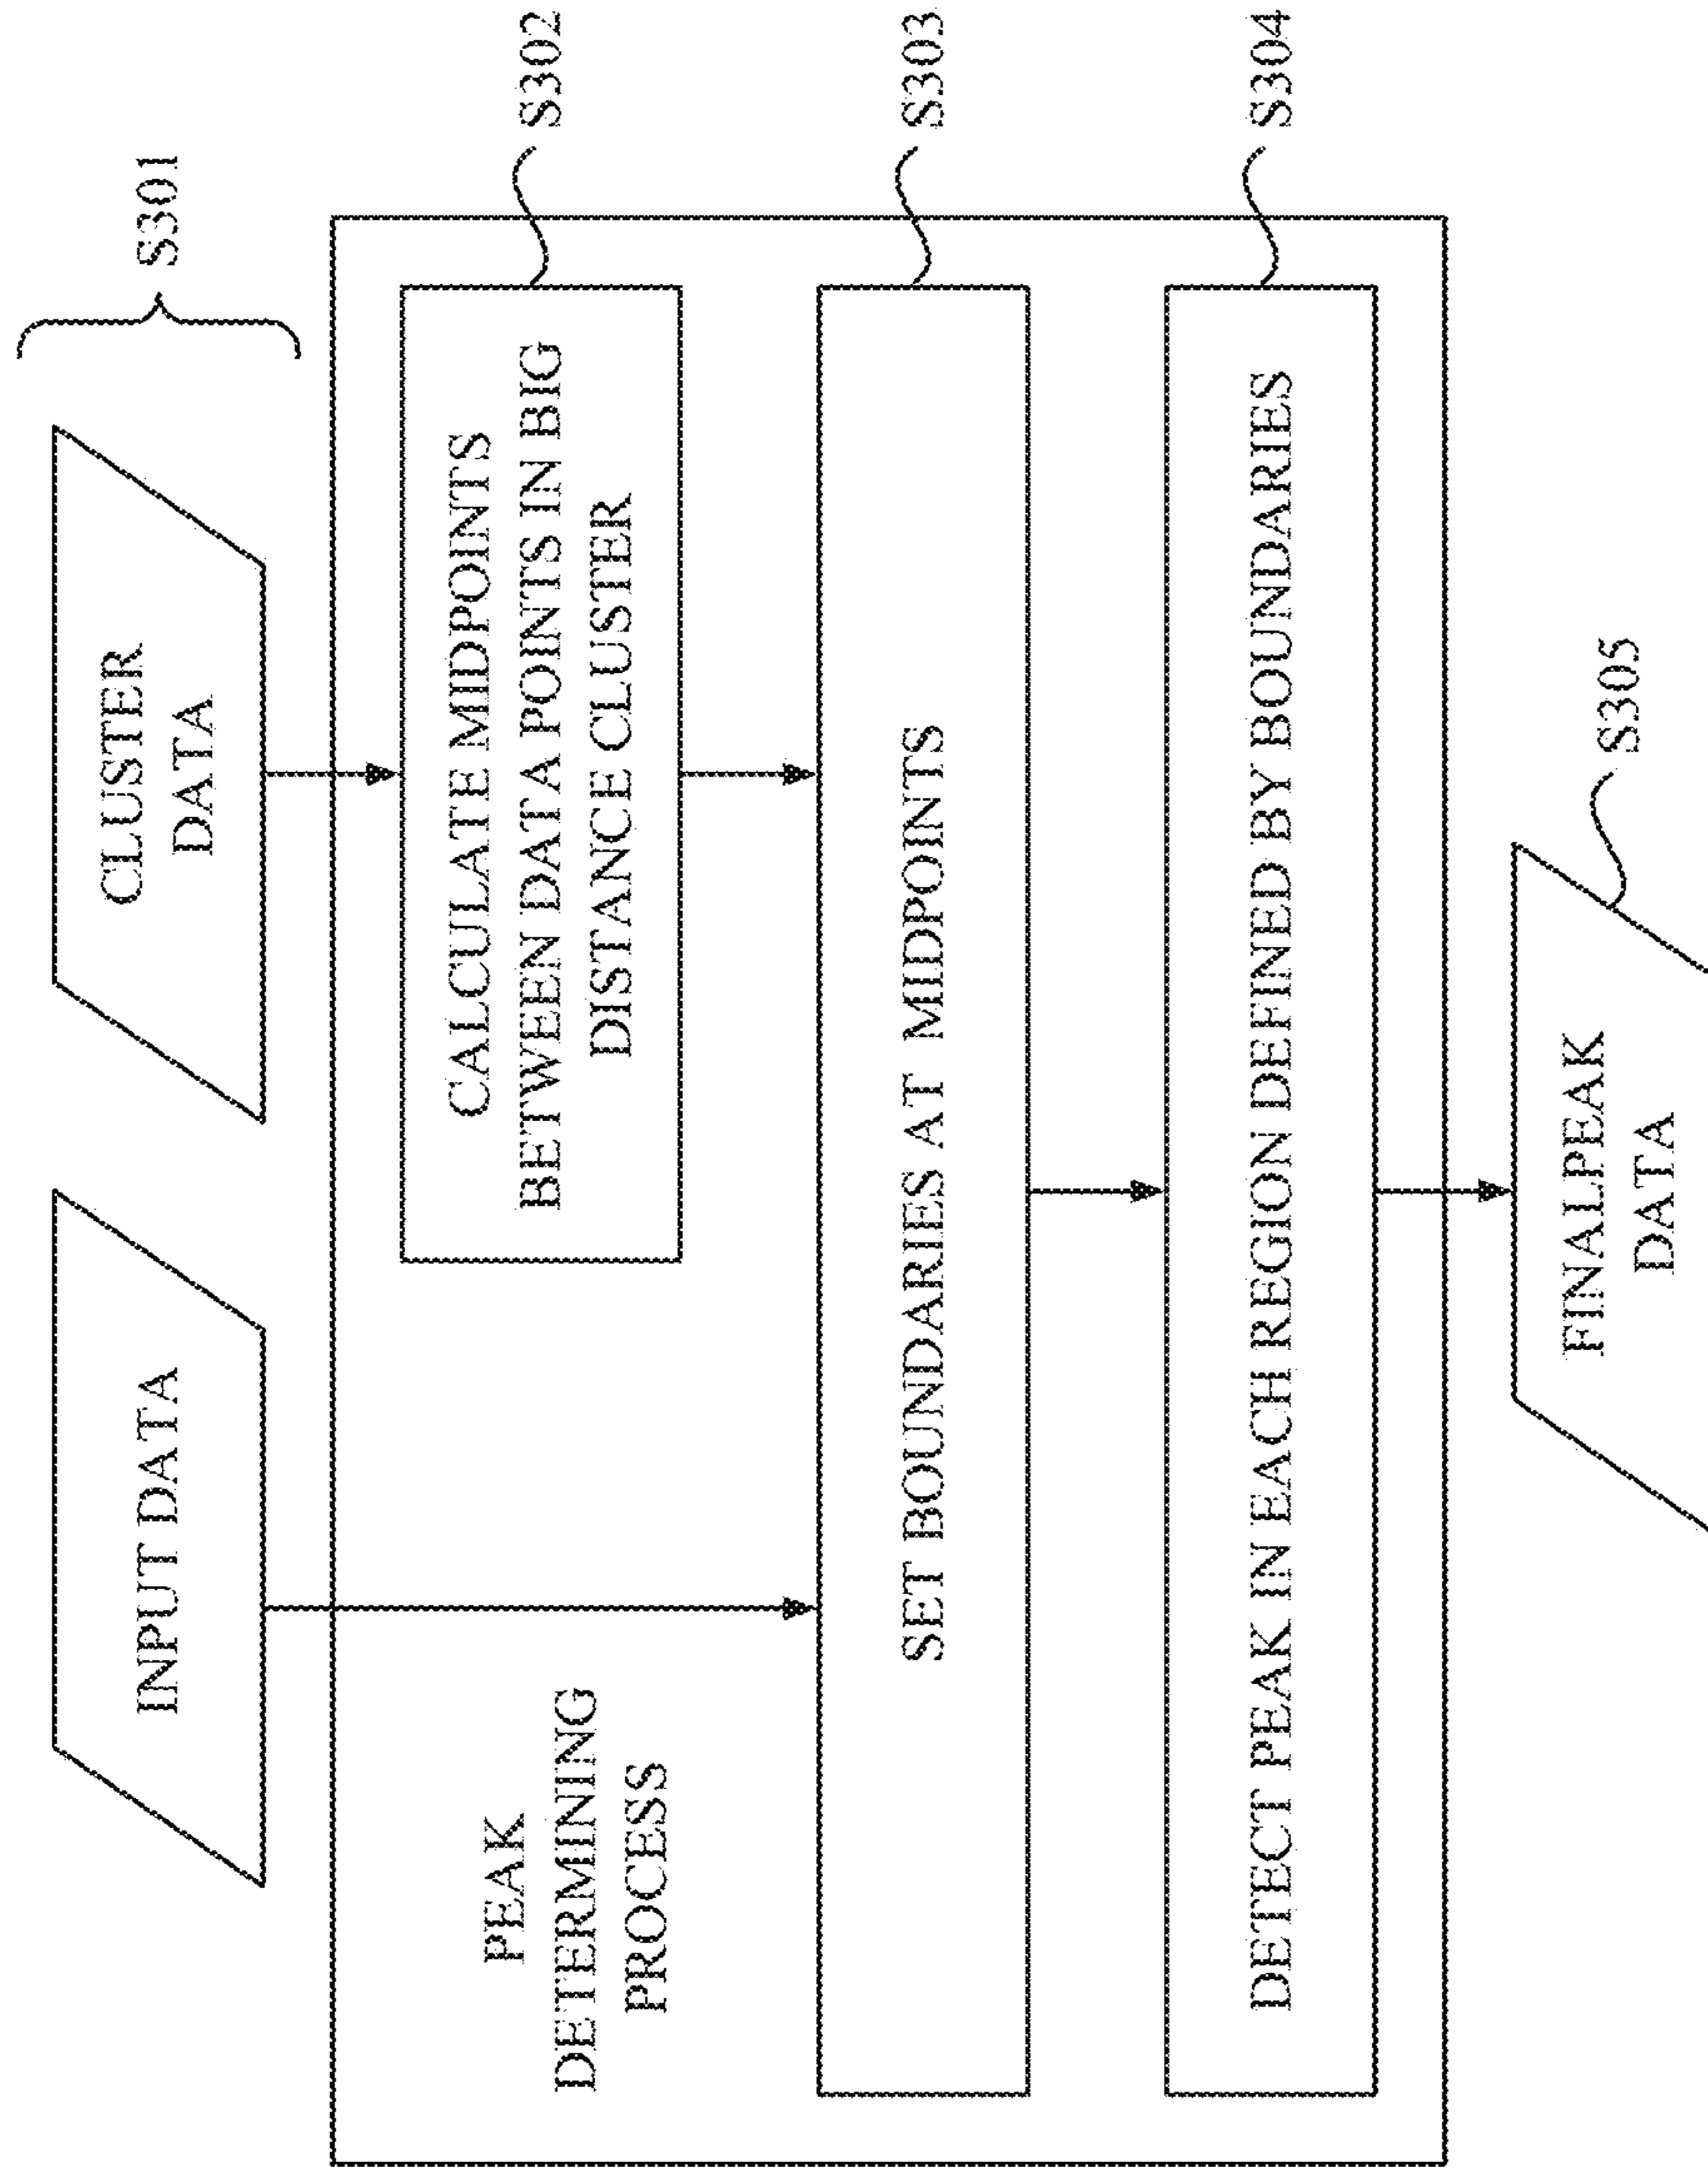 INPUT DATA
CLUSTER
DATA
S301
PEAK
DETERMINING
PROCESS
CALCULATE MIDPOINTS
BETWEEN DATA POINTS IN BIG
DISTANCE CLUSTER
S302
SET BOUNDARIES AT MIDPOINTS
S303
DETECT PEAK IN EACH REGION DEFINED BY BOUNDARIES
S304
FINALPEAK
DATA
S305